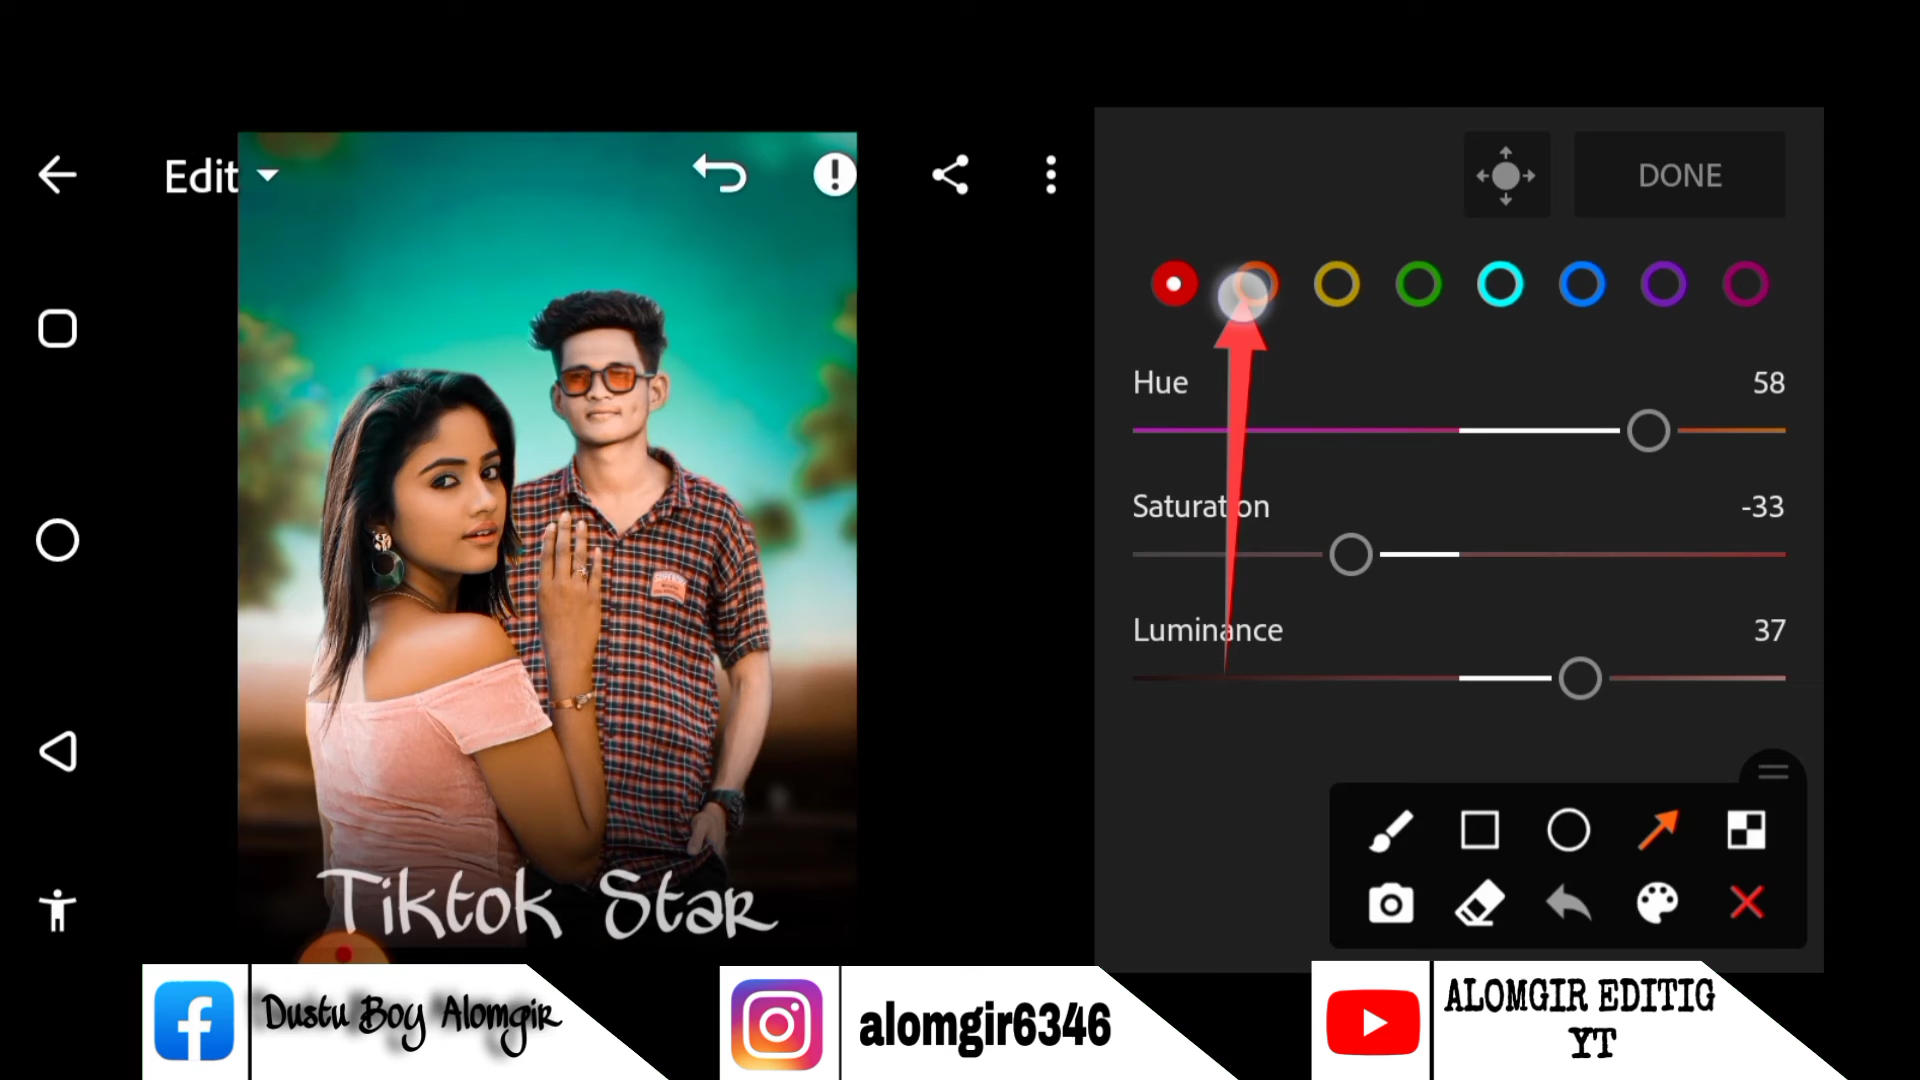 Edit
DONE
Hue
58
Saturation
-33
Luminance
37
Tiktok Star
Dustu Boy Alomgir
alomgir6346
ALOMGIR EDITIG
YT